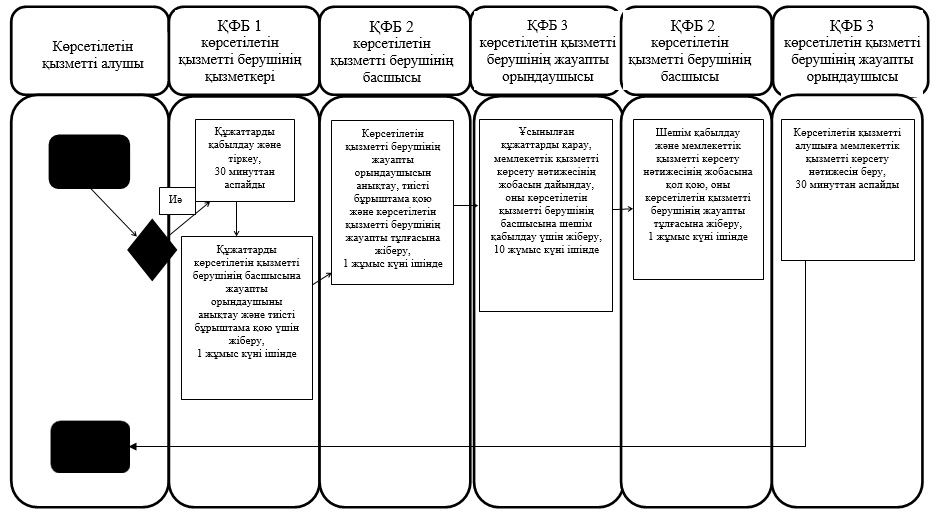 Көрсетілетін
қызметті алушы
ҚФБ 1
көрсетілетін
қызметті берушінің
қызметкері
ҚФБ 2
көрсетілетін
қызметті берушінің
басшысы
ҚФБ 3
көрсетілетін қызметті
берушінің жауапты
орындаушысы
ҚФБ 2
көрсетілетін
қызметті берушінің
басшысы
ҚФБ 3
көрсетілетін қызметті
берушінің жауапты
орындаушысы
Иә
Құжаттарды
қабылдау және
тіркеу,
30 минуттан
аспайды
Құжаттарды
көрсетілетін қызметті
берушінің басшысына
жауапты
орындаушыны
анықтау және тиісті
бұрыштама қою үшін
жіберу,
1 жұмыс күні ішінде
Көрсетілетін
қызметті берушінің
жауапты
орындаушысын
анықтау, тиісті
бұрыштама қою
және көрсетілетін
қызметті берушінің
жауапты тұлғасына
жіберу,
1 жұмыс күні ішінде
Ұсынылған
құжаттарды қарау,
мемлекеттік қызметті
көрсету нәтижесінің
жобасын дайындау,
оны көрсетілетін
қызметті берушінің
басшысына шешім
қабылдау үшін жіберу,
10 жұмыс күні ішінде
Шешім қабылдау
және мемлекеттік
қызметті көрсету
нәтижесінің жобасына
қол қою, оны
көрсетілетін қызметті
берушінің жауапты
тұлғасына жіберу,
1 жұмыс күні ішінде
Көрсетілетін қызметті
алушыға мемлекеттік
қызметті көрсету
нәтижесін беру,
30 минуттан аспайды